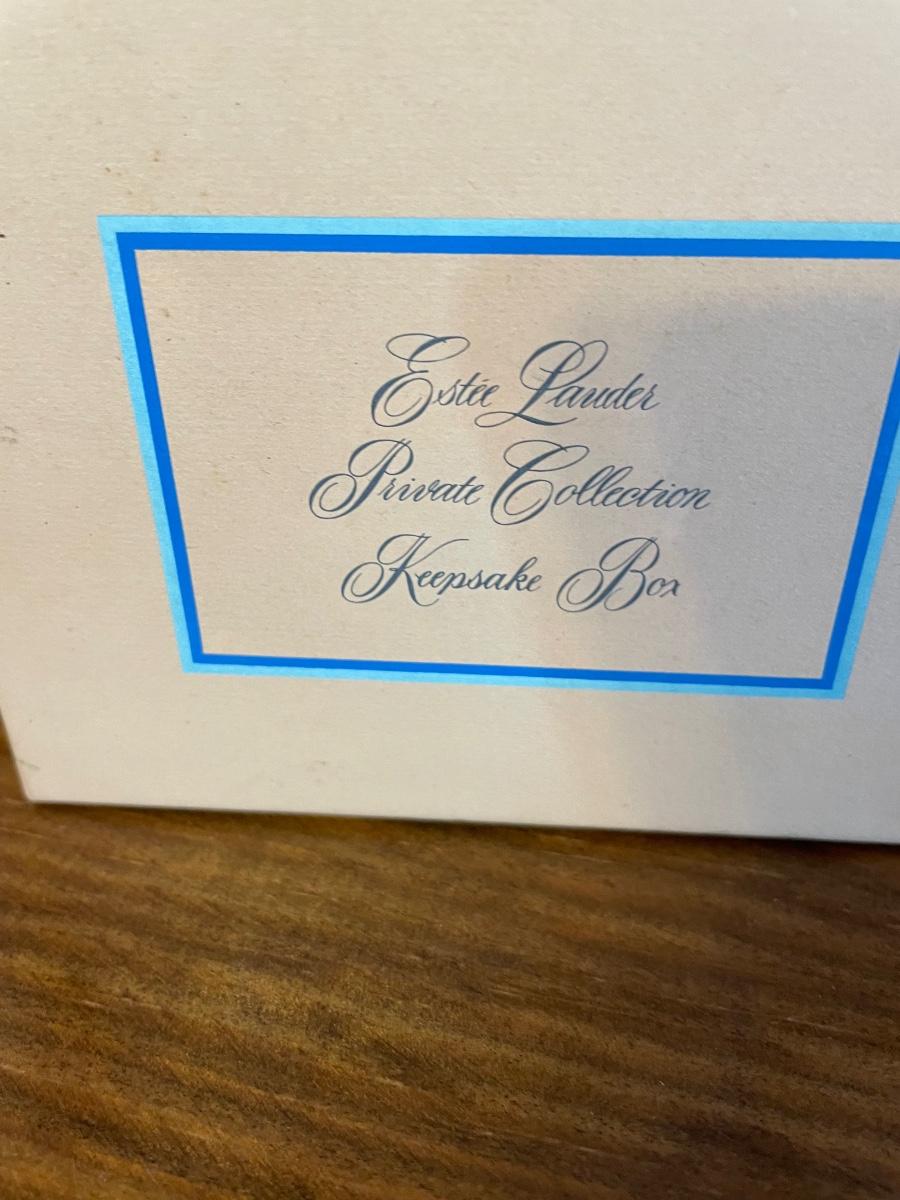 Estée Lauder
Private Collection
Keepsake Box